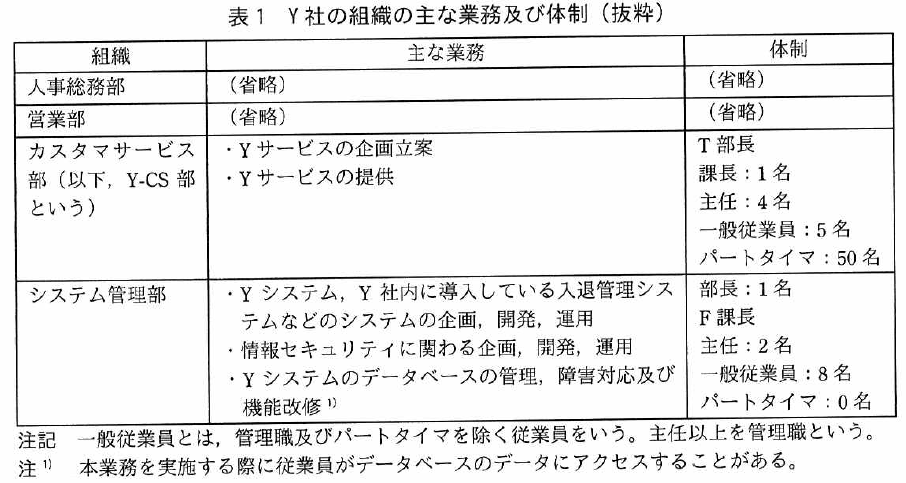 表1 Y社の組織の主な業務及び体制（抜粋）
組織 主な業務 体制
人事総務部 （省略） （省略）
営業部 （省略） （省略）
カスタマサービス
部（以下，Y-CS 部
という）
・Y サービスの企画立案
・Y サービスの提供
T 部長
課長：1 名
主任：4 名
一般従業員：5 名
パートタイマ：50 名
システム管理部
・Y システム，Y 社内に導入している入退管理シス
テムなどのシステムの企画，開発，運用
・情報セキュリティに関わる企画，開発，運用
・Y システムのデータベースの管理，障害対応及び
機能改修 1)
部長：1 名
F 課長
主任：2 名
一般従業員：8 名
パートタイマ：0 名
注記 一般従業員とは，管理職及びパートタイマを除く従業員をいう。主任以上を管理職という。
注 1) 本業務を実施する際に従業員がデータベースのデータにアクセスすることがある。